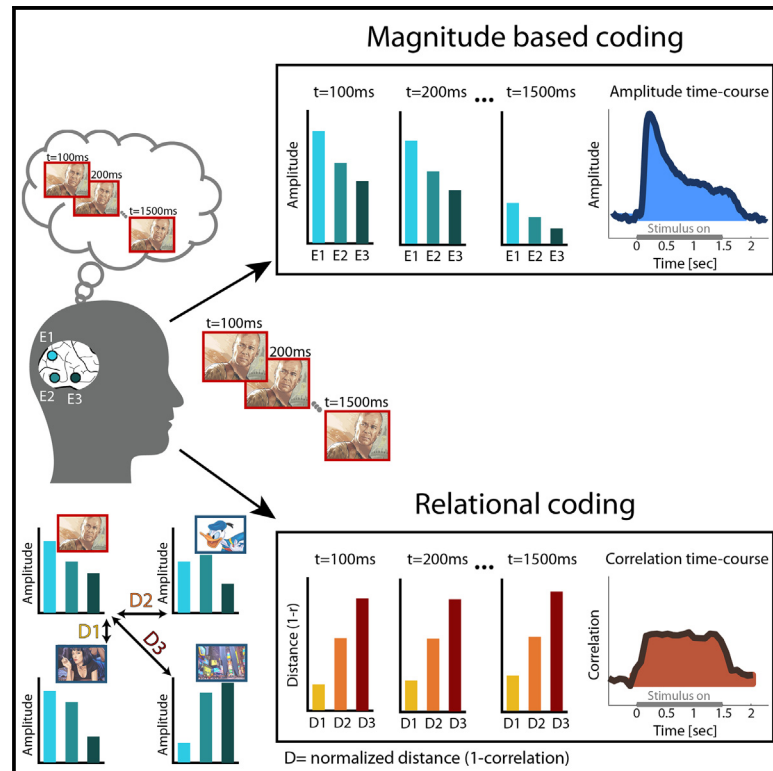 Magnitude based coding
t=100ms t=200ms ... t=1500ms Amplitude time-course
Amplitude
E1 E2 E3 E1 E2 E3 E1 E2 E3
Amplitude
Stimulus on
0 0.5 1 1.5 2
Time [sec]
t=100ms
200ms
t=1500ms
E1
E2 E3
t=100ms
200ms
t=1500ms
Relational coding
t=100ms t=200ms ... t=1500ms Correlation time-course
Distance (1-r)
D1 D2 D3 D1 D2 D3 D1 D2 D3
Correlation
Stimulus on
0 0.5 1 1.5 2
Time [sec]
D= normalized distance (1-correlation)
Amplitude
Amplitude
D2
D1
D3
Amplitude
Amplitude